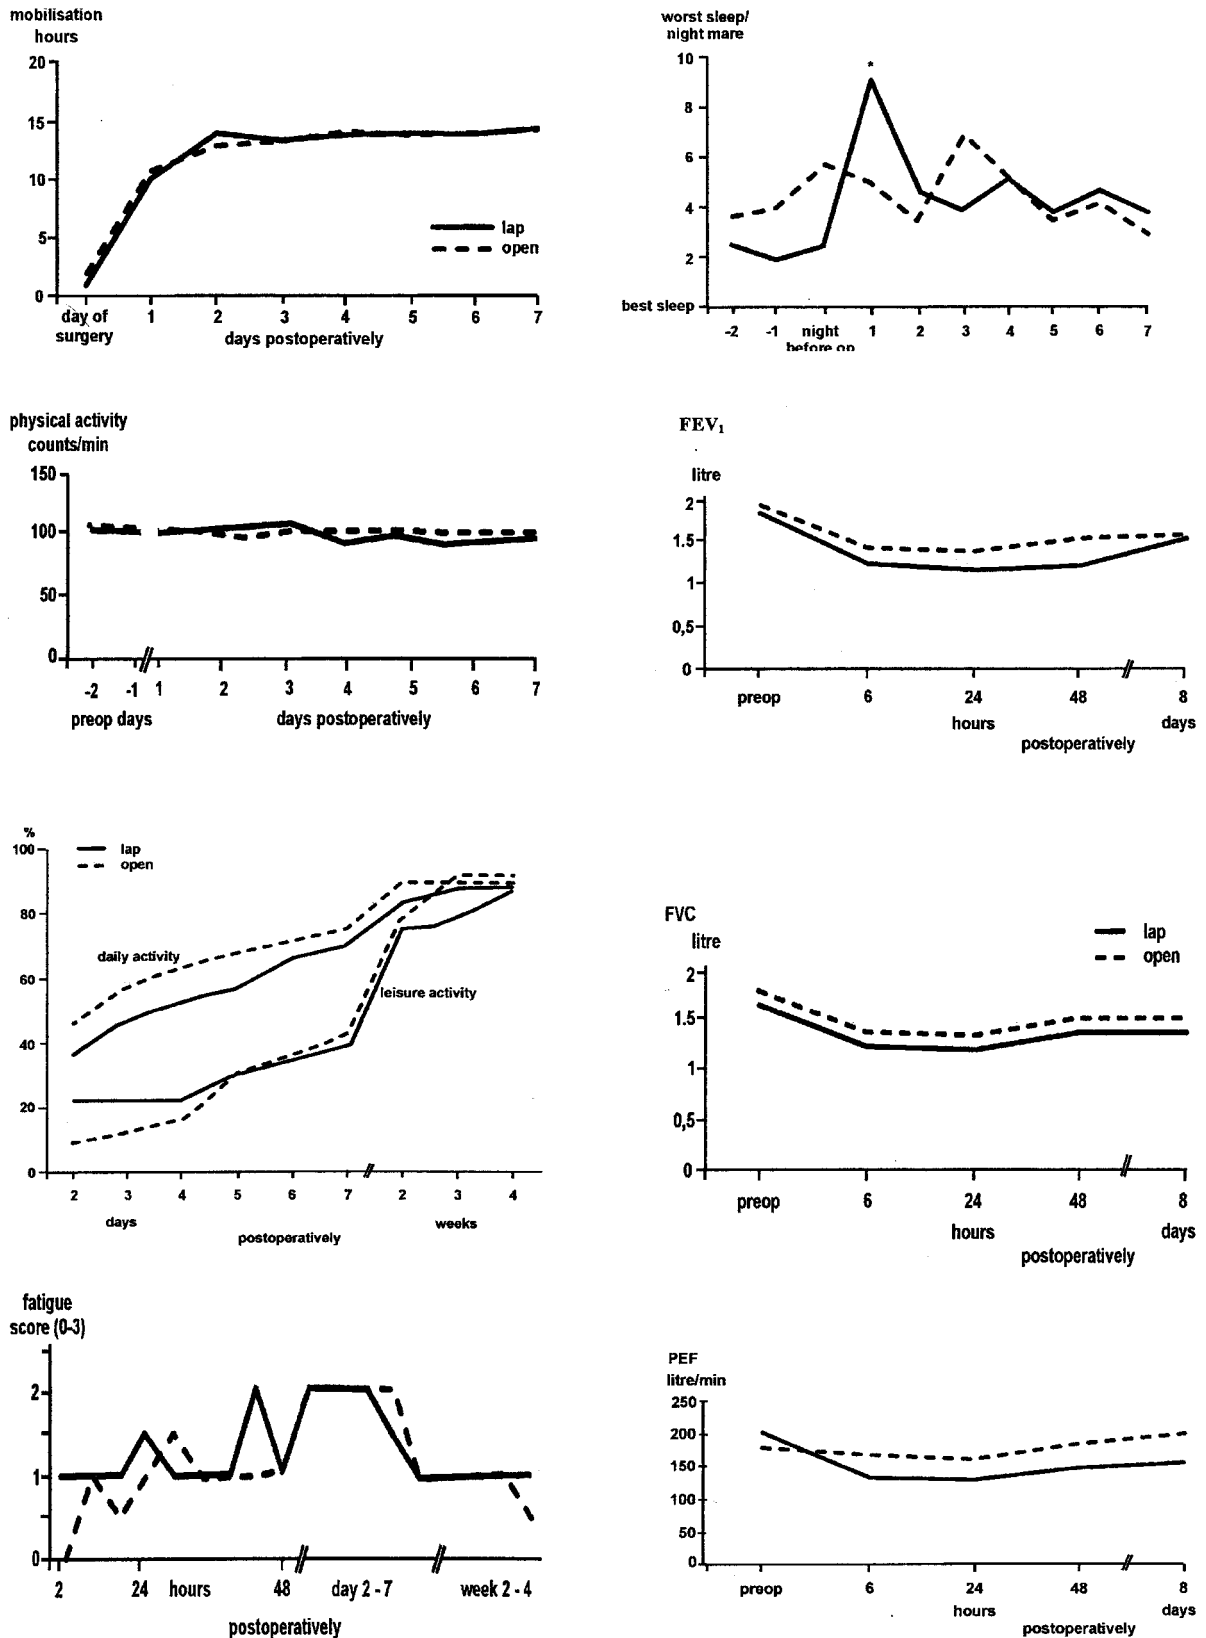 mobilisation
hours
20
15
10
5
0
lap
open
day of 1 2 3 4 5 6 7
surgery days postoperatively
worst sleep/
night mare
10
*
8
6
4
2
best sleep
-2 -1 night 1 2 3 4 5 6 7
before op
physical activity
counts/min
150
100
50
0
-2 -1 1 2 3 4 5 6 7
preop days days postoperatively
FEV₁
litre
2
1.5
1
0,5
0
preop 6 24 48 8
hours days
postoperatively
%
100
80
60
40
20
0
lap
open
daily activity
leisure activity
2 3 4 5 6 7 2 3 4
days weeks
postoperatively
FVC
litre
2
1.5
1
0,5
0
lap
open
preop 6 24 48 8
hours days
postoperatively
fatigue
score (0-3)
2
1
0
2 24 hours 48 day 2 - 7 week 2 - 4
postoperatively
PEF
litre/min
250
200
150
100
50
0
preop 6 24 48 8
hours days
postoperatively